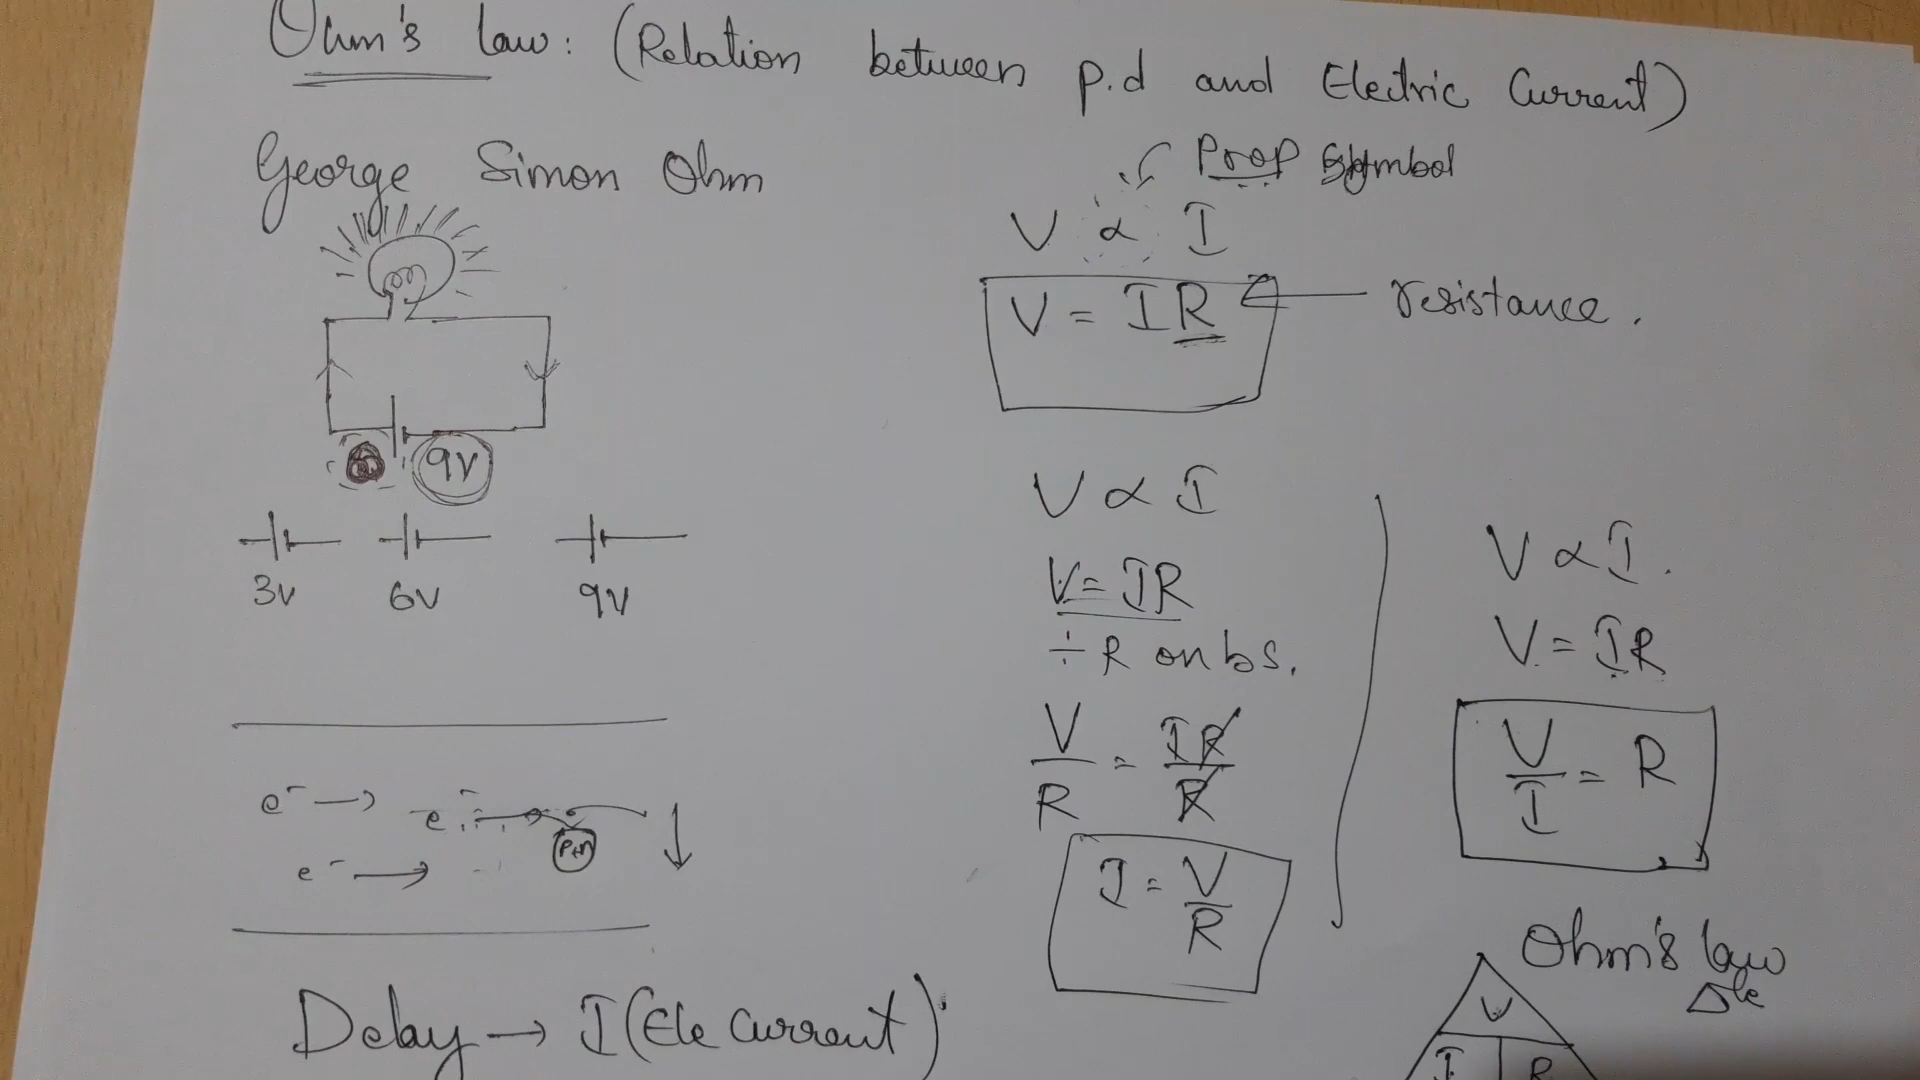 Ohm's law: (Relation between p.d and Electric Current)
George Simon Ohm
9V
3V 6V 9V
e⁻ → e⁻
P+n
e⁻ →
Delay → I (Ele Current)
Prop Symbol
V ∝ I
V = IR ← resistance.
V ∝ I
V = IR
÷ R on bs.
V/R = IR/R
I = V/R
V ∝ I.
V = IR
V/I = R
Ohm's law
Δle
V
I R